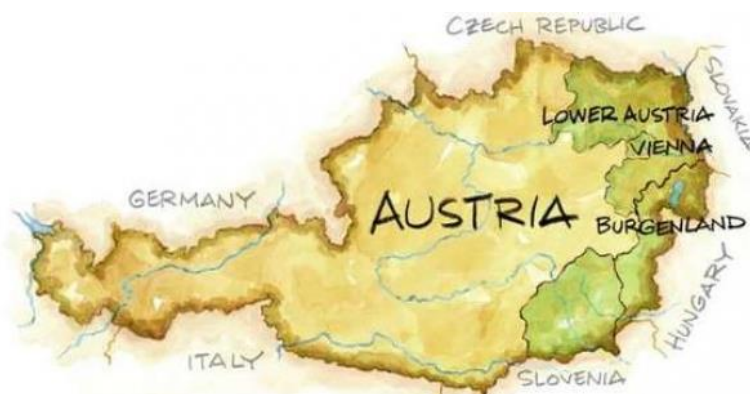 CZECH REPUBLIC
SLOVAKIA
LOWER AUSTRIA
VIENNA
GERMANY
AUSTRIA
BURGENLAND
HUNGARY
ITALY
SLOVENIA